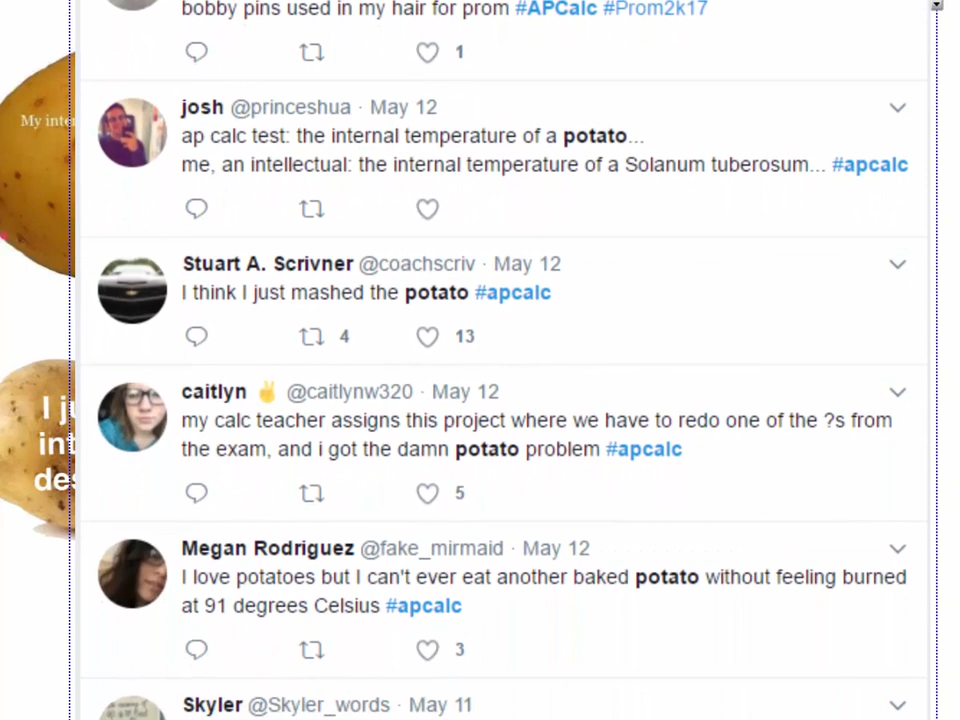 bobby pins used in my hair for prom #APCalc #Prom2k17
1
josh @princeshua · May 12
ap calc test: the internal temperature of a potato...
me, an intellectual: the internal temperature of a Solanum tuberosum... #apcalc
My inter
Stuart A. Scrivner @coachscriv · May 12
I think I just mashed the potato #apcalc
4 13
caitlyn ✌ @caitlynw320 · May 12
my calc teacher assigns this project where we have to redo one of the ?s from
the exam, and i got the damn potato problem #apcalc
5
I ju
int
des
Megan Rodriguez @fake_mirmaid · May 12
I love potatoes but I can't ever eat another baked potato without feeling burned
at 91 degrees Celsius #apcalc
3
Skyler @Skyler_words · May 11